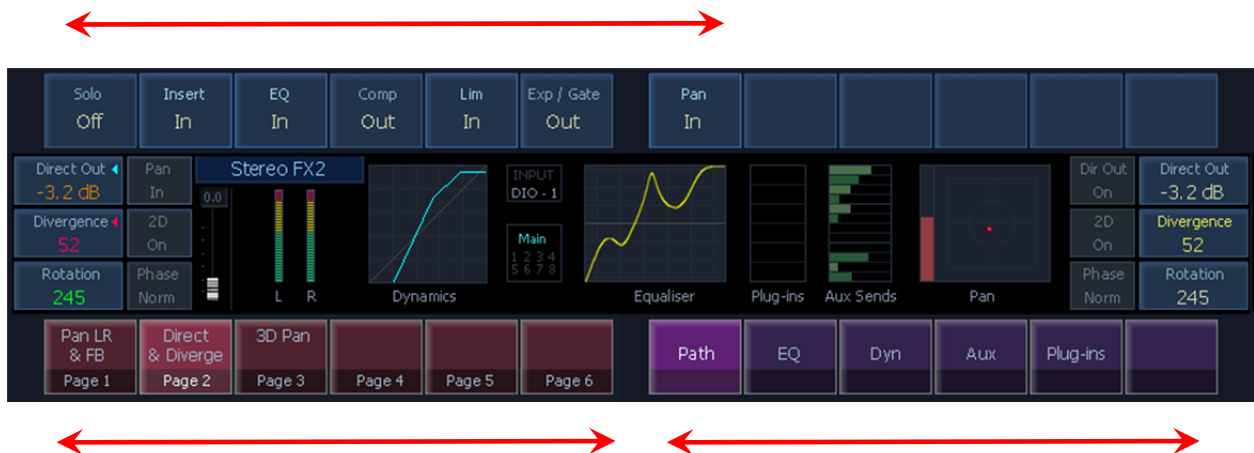 Solo
Insert
EQ
Comp
Lim
Exp / Gate
Pan
Off
In
In
Out
In
Out
In
Direct Out
-3.2 dB
Pan
In
Stereo FX2
0.0
INPUT
DIO - 1
Dir Out
On
Direct Out
-3.2 dB
Divergence
52
2D
On
Main
1 2 3 4
5 6 7 8
2D
On
Divergence
52
Rotation
245
Phase
Norm
L R
Dynamics
Equaliser
Plug-ins
Aux Sends
Pan
Phase
Norm
Rotation
245
Pan LR
& FB
Page 1
Direct
& Diverge
Page 2
3D Pan
Page 3
Page 4
Page 5
Page 6
Path
EQ
Dyn
Aux
Plug-ins